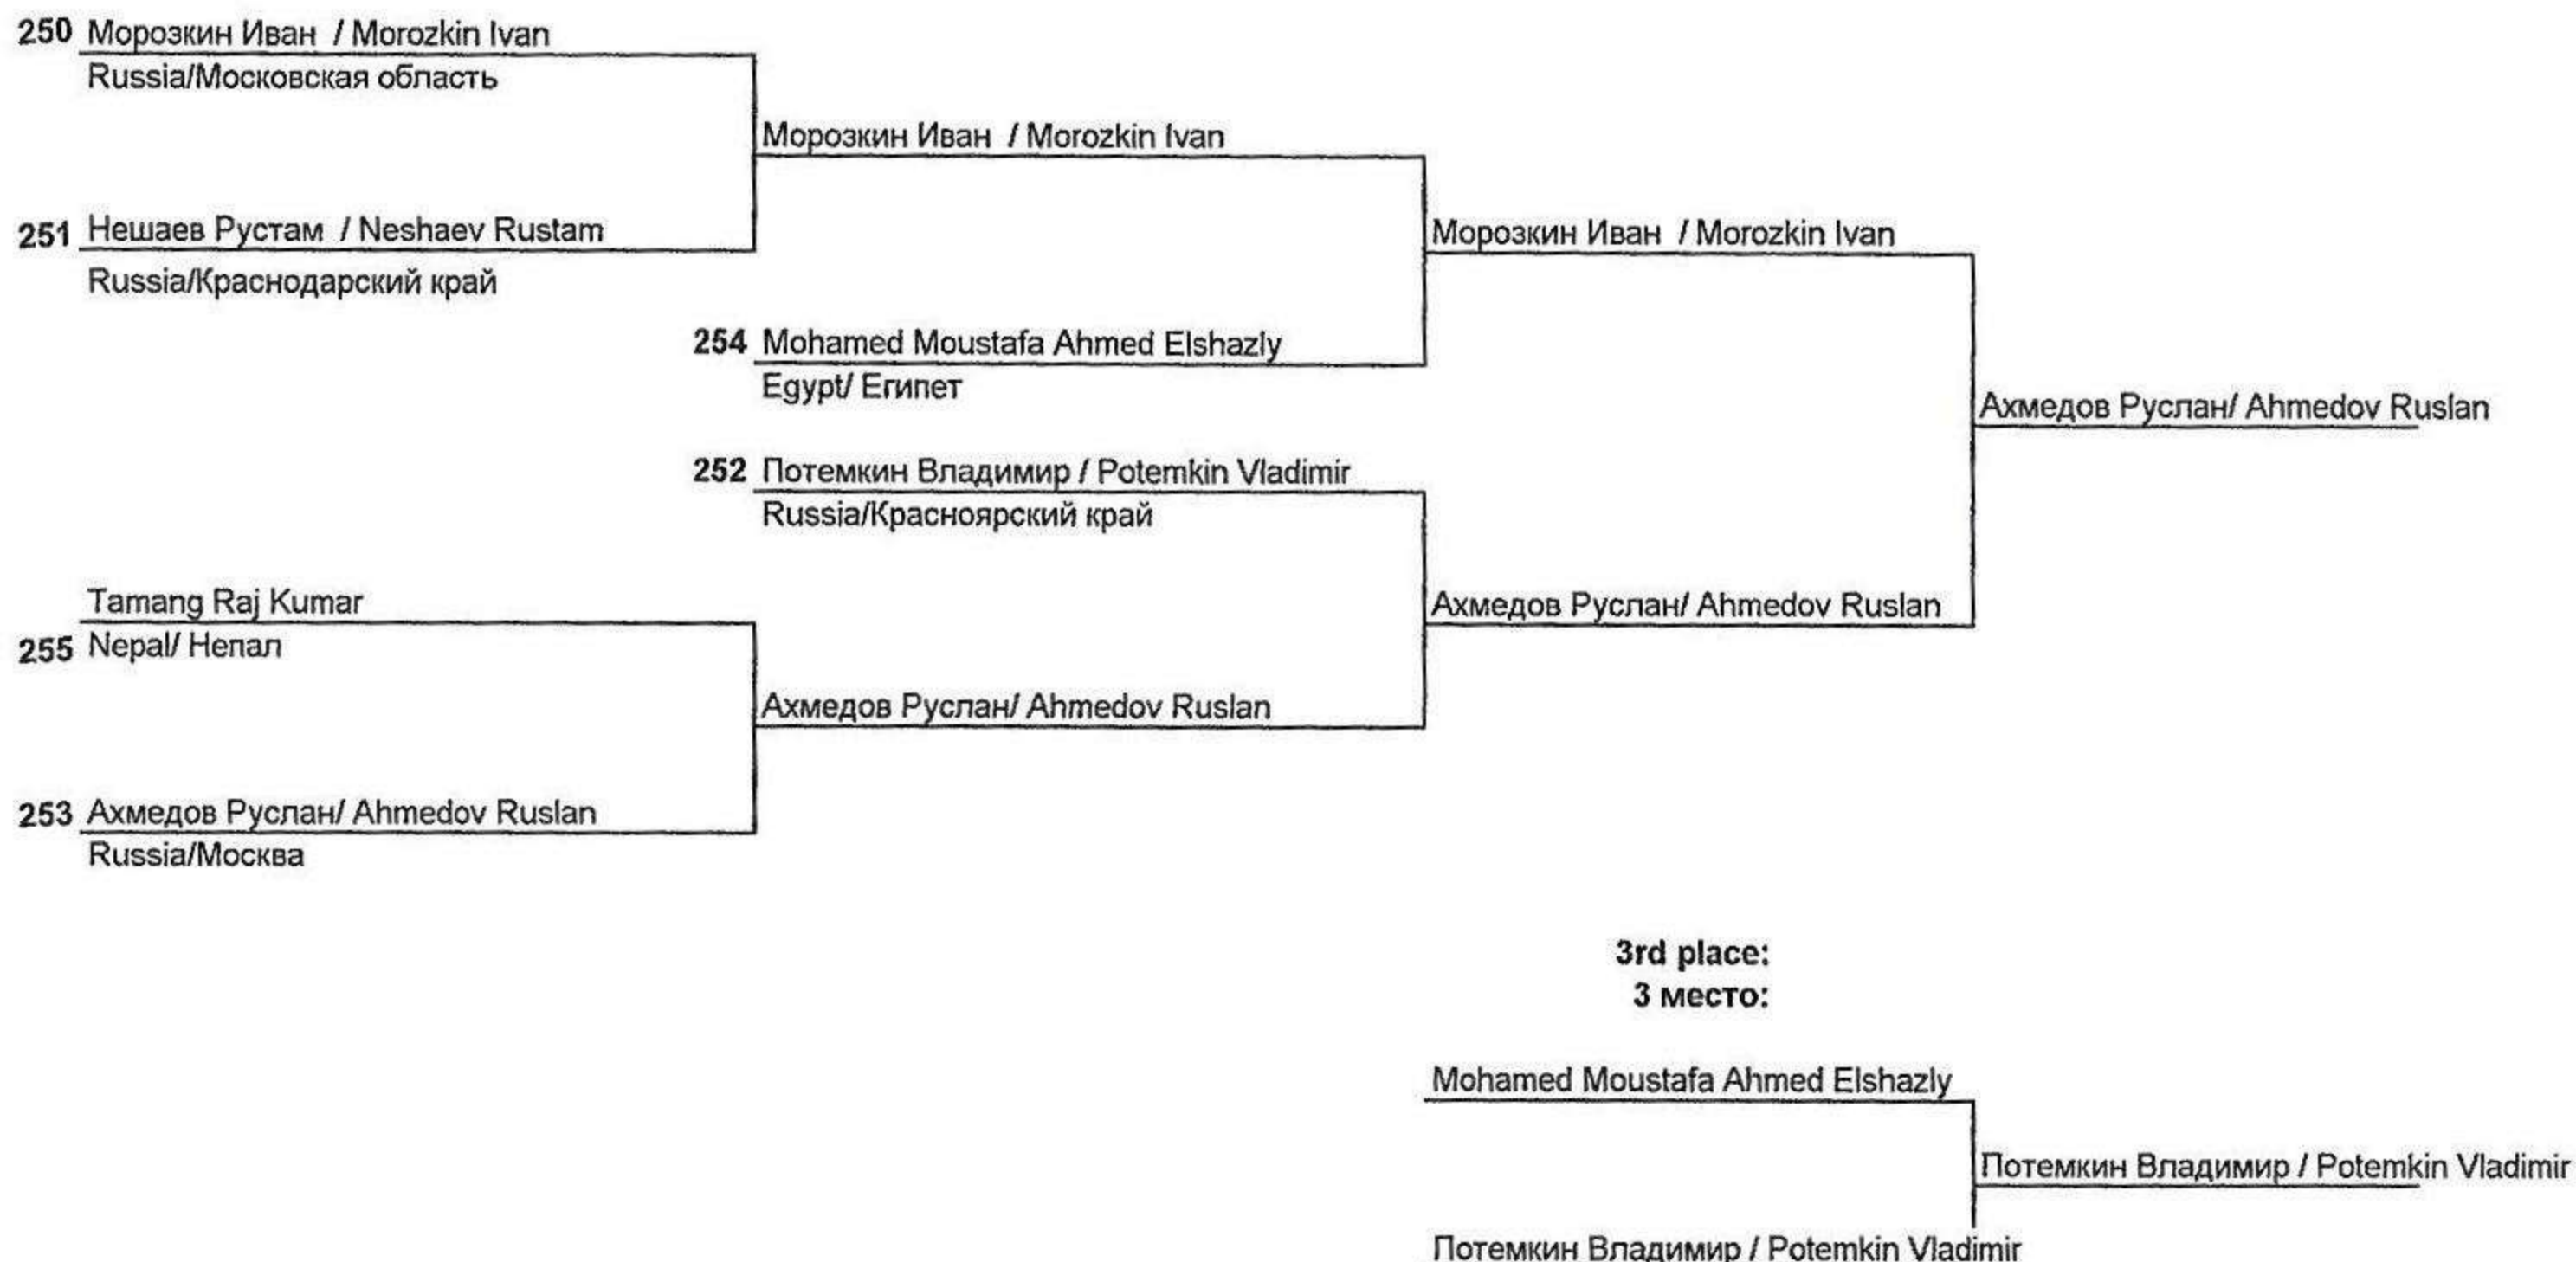 250 Морозкин Иван / Morozkin Ivan
Russia/Московская область
Морозкин Иван / Morozkin Ivan
251 Нешаев Рустам / Neshaev Rustam
Russia/Краснодарский край
Морозкин Иван / Morozkin Ivan
254 Mohamed Moustafa Ahmed Elshazly
Egypt/ Египет
Ахмедов Руслан/ Ahmedov Ruslan
252 Потемкин Владимир / Potemkin Vladimir
Russia/Красноярский край
Tamang Raj Kumar
255 Nepal/ Непал
Ахмедов Руслан/ Ahmedov Ruslan
Ахмедов Руслан/ Ahmedov Ruslan
253 Ахмедов Руслан/ Ahmedov Ruslan
Russia/Москва
3rd place:
3 место:
Mohamed Moustafa Ahmed Elshazly
Потемкин Владимир / Potemkin Vladimir
Потемкин Владимир / Potemkin Vladimir